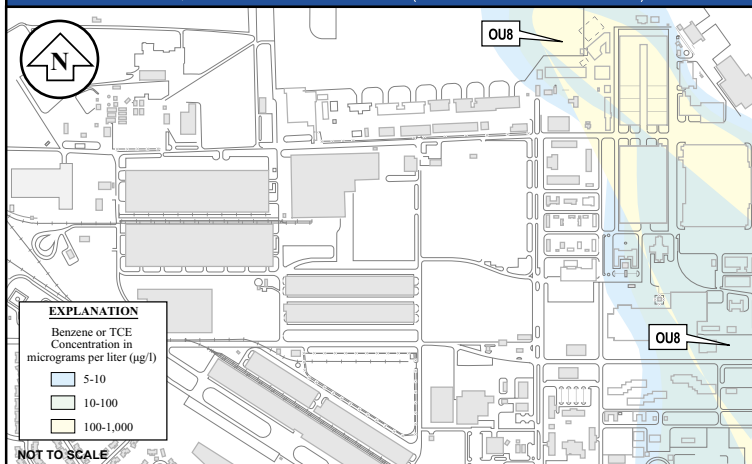 OU8
N
EXPLANATION
Benzene or TCE
Concentration in
micrograms per liter (µg/l)
5-10
10-100
100-1,000
OU8
NOT TO SCALE